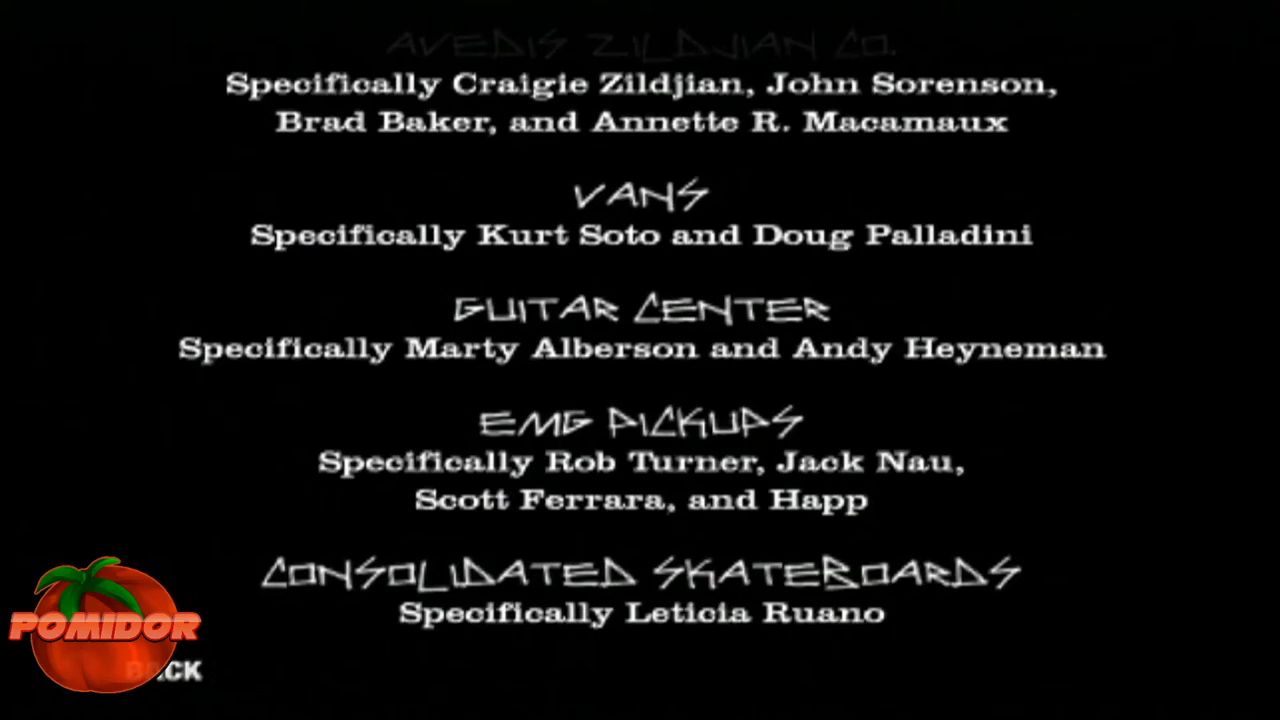 AVEDIS ZILDJIAN CO.
Specifically Craigie Zildjian, John Sorenson,
Brad Baker, and Annette R. Macamaux
VANS
Specifically Kurt Soto and Doug Palladini
GUITAR CENTER
Specifically Marty Alberson and Andy Heyneman
EMG PICKUPS
Specifically Rob Turner, Jack Nau,
Scott Ferrara, and Happ
CONSOLIDATED SKATEBOARDS
Specifically Leticia Ruano
POMIDOR
BACK